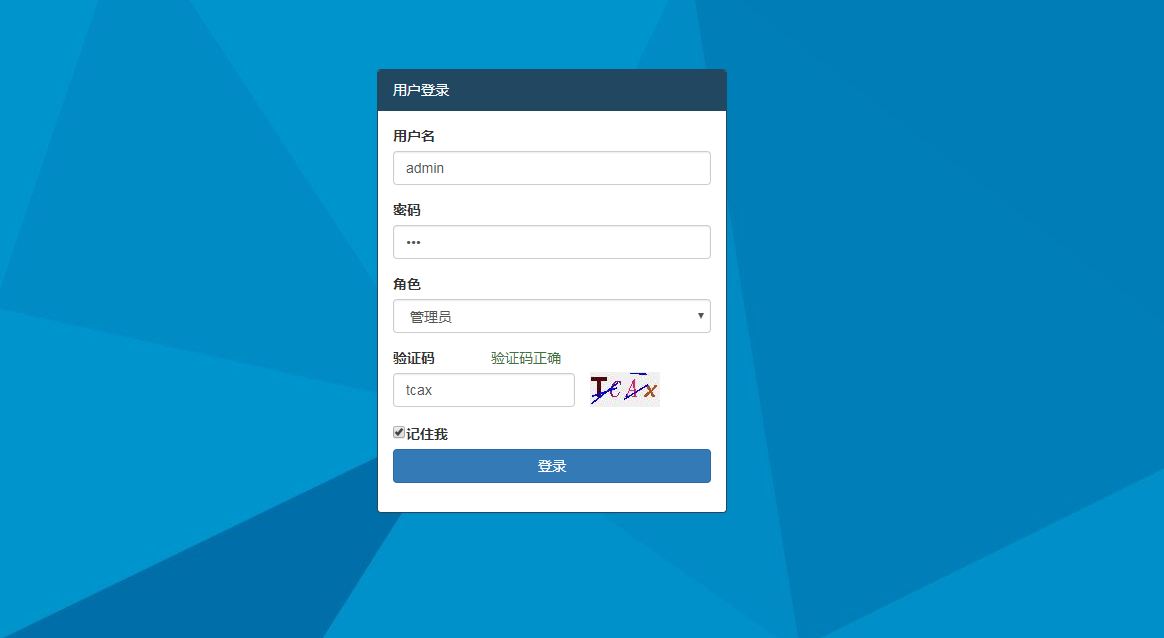 用户登录
用户名
admin
密码
•••
角色
管理员
验证码 验证码正确
tcax TCAx
记住我
登录